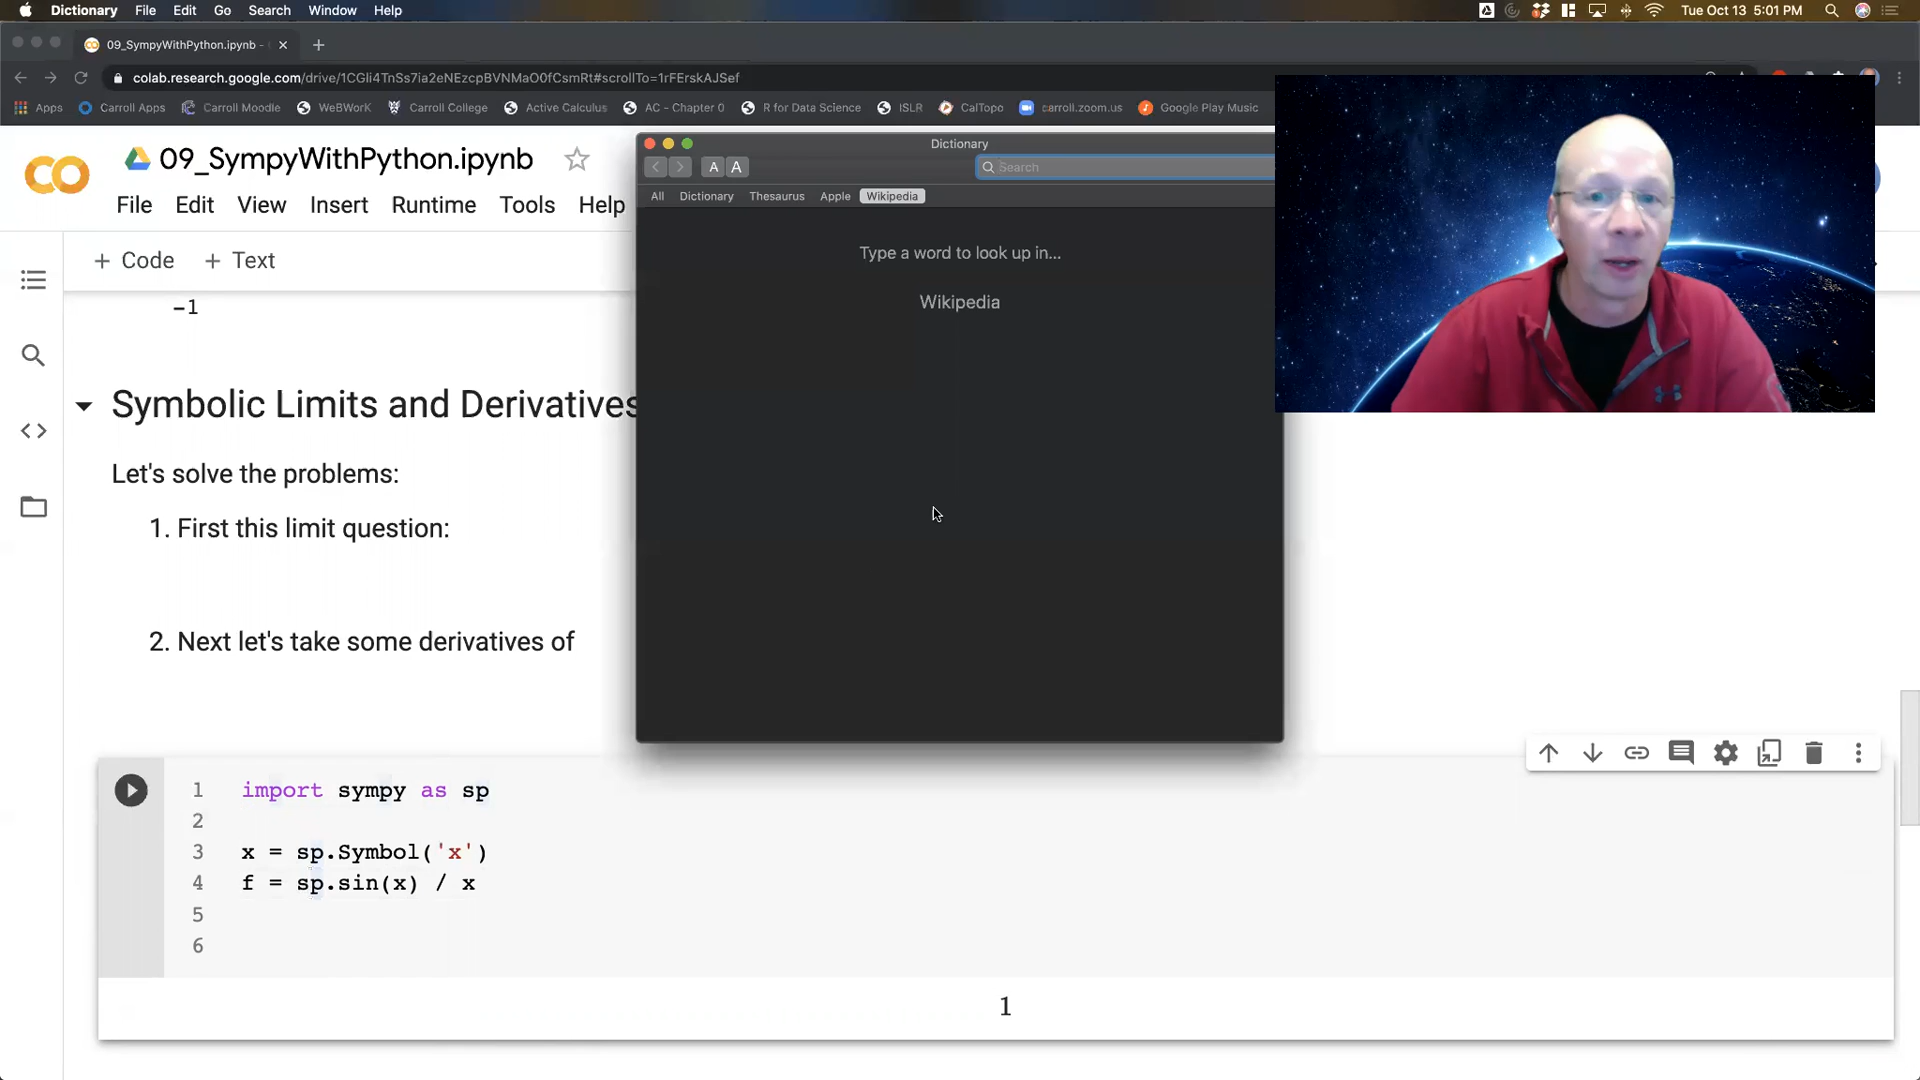 Dictionary File Edit Go Search Window Help
Tue Oct 13 5:01 PM
09_SympyWithPython.ipynb -
colab.research.google.com/drive/1CGli4TnSs7ia2eNEzcpBVNMaO0fCsmRt#scrollTo=1rFErskAJSef
Apps Carroll Apps Carroll Moodle WeBWorK Carroll College Active Calculus AC - Chapter 0 R for Data Science ISLR CalTopo carroll.zoom.us Google Play Music
09_SympyWithPython.ipynb
File Edit View Insert Runtime Tools Help
+ Code + Text
Dictionary
A A
Search
All Dictionary Thesaurus Apple Wikipedia
Type a word to look up in...
Wikipedia
-1
Symbolic Limits and Derivatives
Let's solve the problems:
1. First this limit question:
2. Next let's take some derivatives of
1 import sympy as sp
2
3 x = sp.Symbol('x')
4 f = sp.sin(x) / x
5
6
1